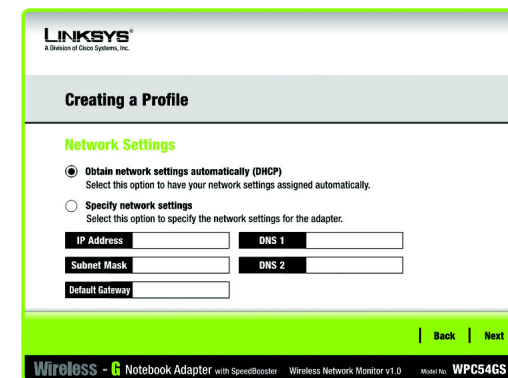 LINKSYS®
A Division of Cisco Systems, Inc.
Creating a Profile
Network Settings
Obtain network settings automatically (DHCP)
Select this option to have your network settings assigned automatically.
Specify network settings
Select this option to specify the network settings for the adapter.
IP Address DNS 1
Subnet Mask DNS 2
Default Gateway
Back Next
Wireless - G Notebook Adapter with SpeedBooster Wireless Network Monitor v1.0 Model No. WPC54GS